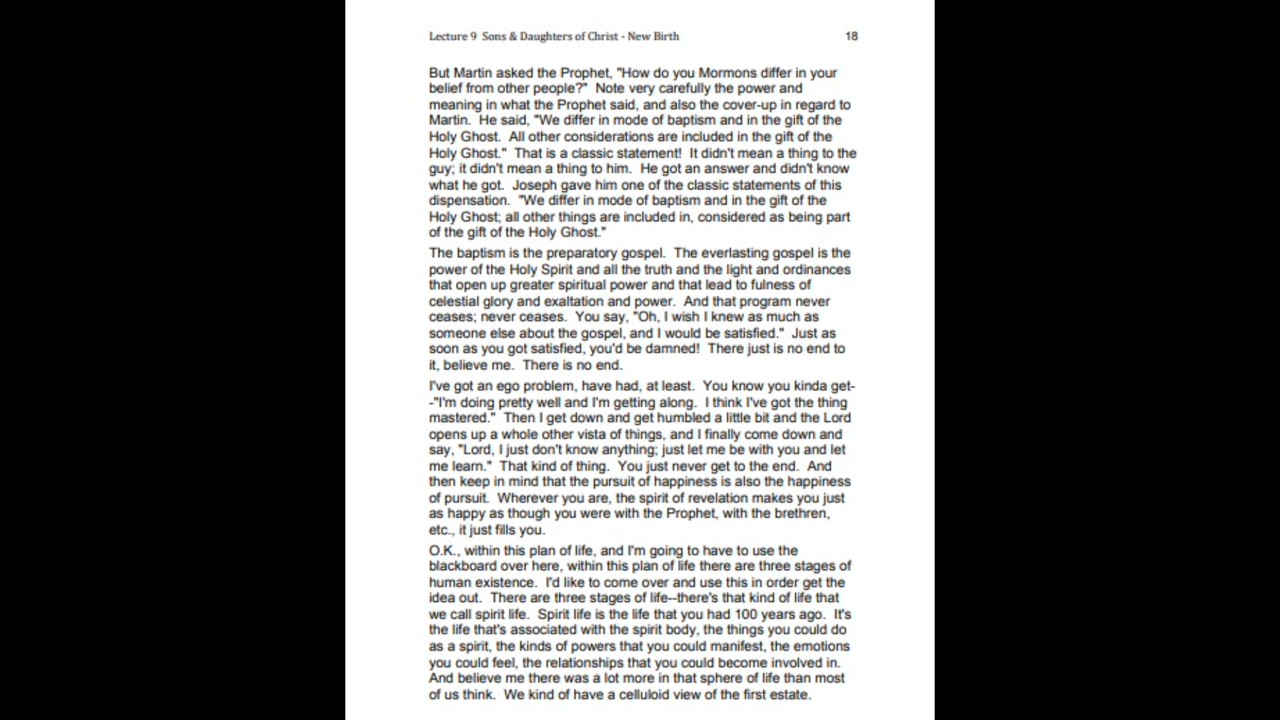 Lecture 9 Sons & Daughters of Christ - New Birth 18
But Martin asked the Prophet, "How do you Mormons differ in your
belief from other people?" Note very carefully the power and
meaning in what the Prophet said, and also the cover-up in regard to
Martin. He said, "We differ in mode of baptism and in the gift of the
Holy Ghost. All other considerations are included in the gift of the
Holy Ghost." That is a classic statement! It didn't mean a thing to the
guy; it didn't mean a thing to him. He got an answer and didn't know
what he got. Joseph gave him one of the classic statements of this
dispensation. "We differ in mode of baptism and in the gift of the
Holy Ghost; all other things are included in, considered as being part
of the gift of the Holy Ghost."
The baptism is the preparatory gospel. The everlasting gospel is the
power of the Holy Spirit and all the truth and the light and ordinances
that open up greater spiritual power and that lead to fulness of
celestial glory and exaltation and power. And that program never
ceases; never ceases. You say, "Oh, I wish I knew as much as
someone else about the gospel, and I would be satisfied." Just as
soon as you got satisfied, you'd be damned! There just is no end to
it, believe me. There is no end.
I've got an ego problem, have had, at least. You know you kinda get-
-"I'm doing pretty well and I'm getting along. I think I've got the thing
mastered." Then I get down and get humbled a little bit and the Lord
opens up a whole other vista of things, and I finally come down and
say, "Lord, I just don't know anything; just let me be with you and let
me learn." That kind of thing. You just never get to the end. And
then keep in mind that the pursuit of happiness is also the happiness
of pursuit. Wherever you are, the spirit of revelation makes you just
as happy as though you were with the Prophet, with the brethren,
etc., it just fills you.
O.K., within this plan of life, and I'm going to have to use the
blackboard over here, within this plan of life there are three stages of
human existence. I'd like to come over and use this in order get the
idea out. There are three stages of life--there's that kind of life that
we call spirit life. Spirit life is the life that you had 100 years ago. It's
the life that's associated with the spirit body, the things you could do
as a spirit, the kinds of powers that you could manifest, the emotions
you could feel, the relationships that you could become involved in.
And believe me there was a lot more in that sphere of life than most
of us think. We kind of have a celluloid view of the first estate.